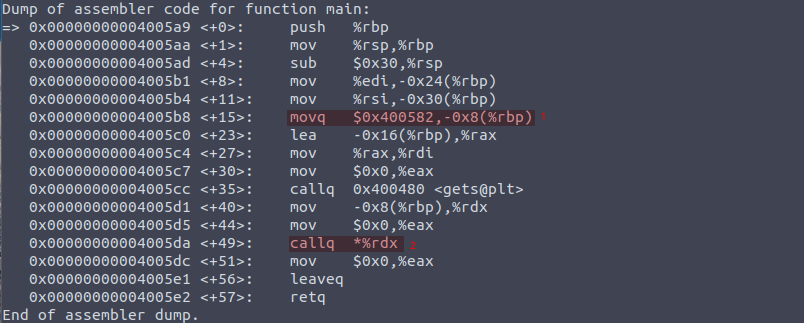 Dump of assembler code for function main:
=> 0x00000000004005a9 <+0>: push %rbp
0x00000000004005aa <+1>: mov %rsp,%rbp
0x00000000004005ad <+4>: sub $0x30,%rsp
0x00000000004005b1 <+8>: mov %edi,-0x24(%rbp)
0x00000000004005b4 <+11>: mov %rsi,-0x30(%rbp)
0x00000000004005b8 <+15>: movq $0x400582,-0x8(%rbp) 1
0x00000000004005c0 <+23>: lea -0x16(%rbp),%rax
0x00000000004005c4 <+27>: mov %rax,%rdi
0x00000000004005c7 <+30>: mov $0x0,%eax
0x00000000004005cc <+35>: callq 0x400480 <gets@plt>
0x00000000004005d1 <+40>: mov -0x8(%rbp),%rdx
0x00000000004005d5 <+44>: mov $0x0,%eax
0x00000000004005da <+49>: callq *%rdx 2
0x00000000004005dc <+51>: mov $0x0,%eax
0x00000000004005e1 <+56>: leaveq
0x00000000004005e2 <+57>: retq
End of assembler dump.